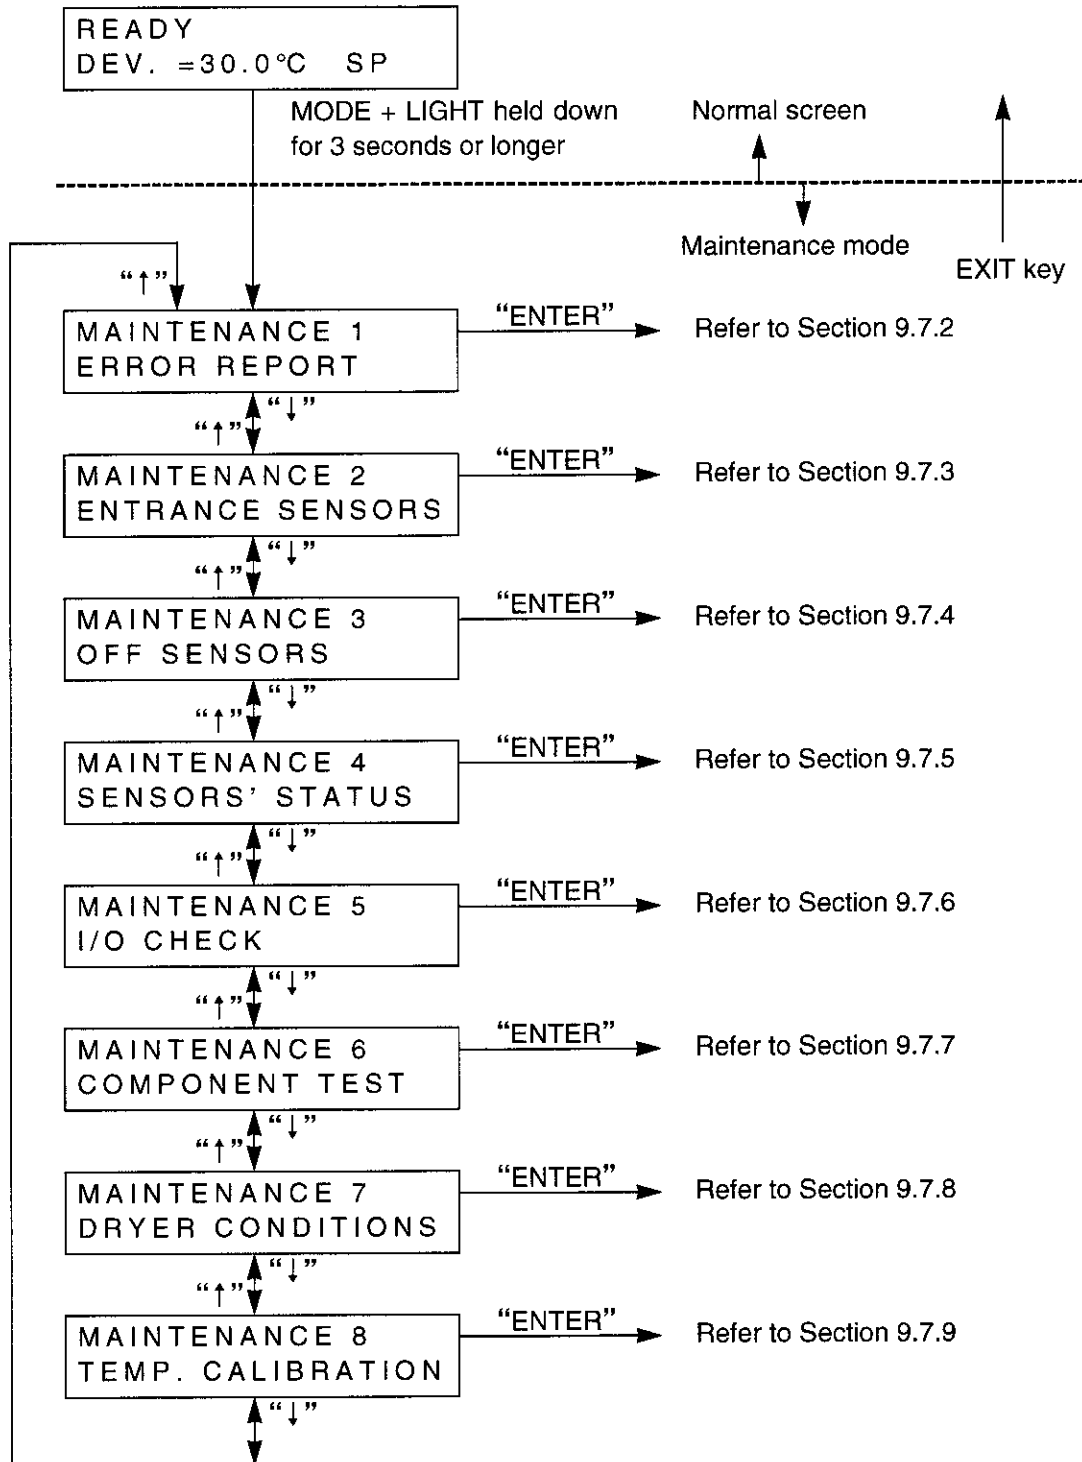 READY
DEV. =30.0°C SP
MODE + LIGHT held down
for 3 seconds or longer
Normal screen
Maintenance mode
EXIT key
“↑”
MAINTENANCE 1
ERROR REPORT
“ENTER”
Refer to Section 9.7.2
“↑” “↓”
MAINTENANCE 2
ENTRANCE SENSORS
“ENTER”
Refer to Section 9.7.3
“↑” “↓”
MAINTENANCE 3
OFF SENSORS
“ENTER”
Refer to Section 9.7.4
“↑” “↓”
MAINTENANCE 4
SENSORS’ STATUS
“ENTER”
Refer to Section 9.7.5
“↑” “↓”
MAINTENANCE 5
I/O CHECK
“ENTER”
Refer to Section 9.7.6
“↑” “↓”
MAINTENANCE 6
COMPONENT TEST
“ENTER”
Refer to Section 9.7.7
“↑” “↓”
MAINTENANCE 7
DRYER CONDITIONS
“ENTER”
Refer to Section 9.7.8
“↑” “↓”
MAINTENANCE 8
TEMP. CALIBRATION
“ENTER”
Refer to Section 9.7.9
“↓”